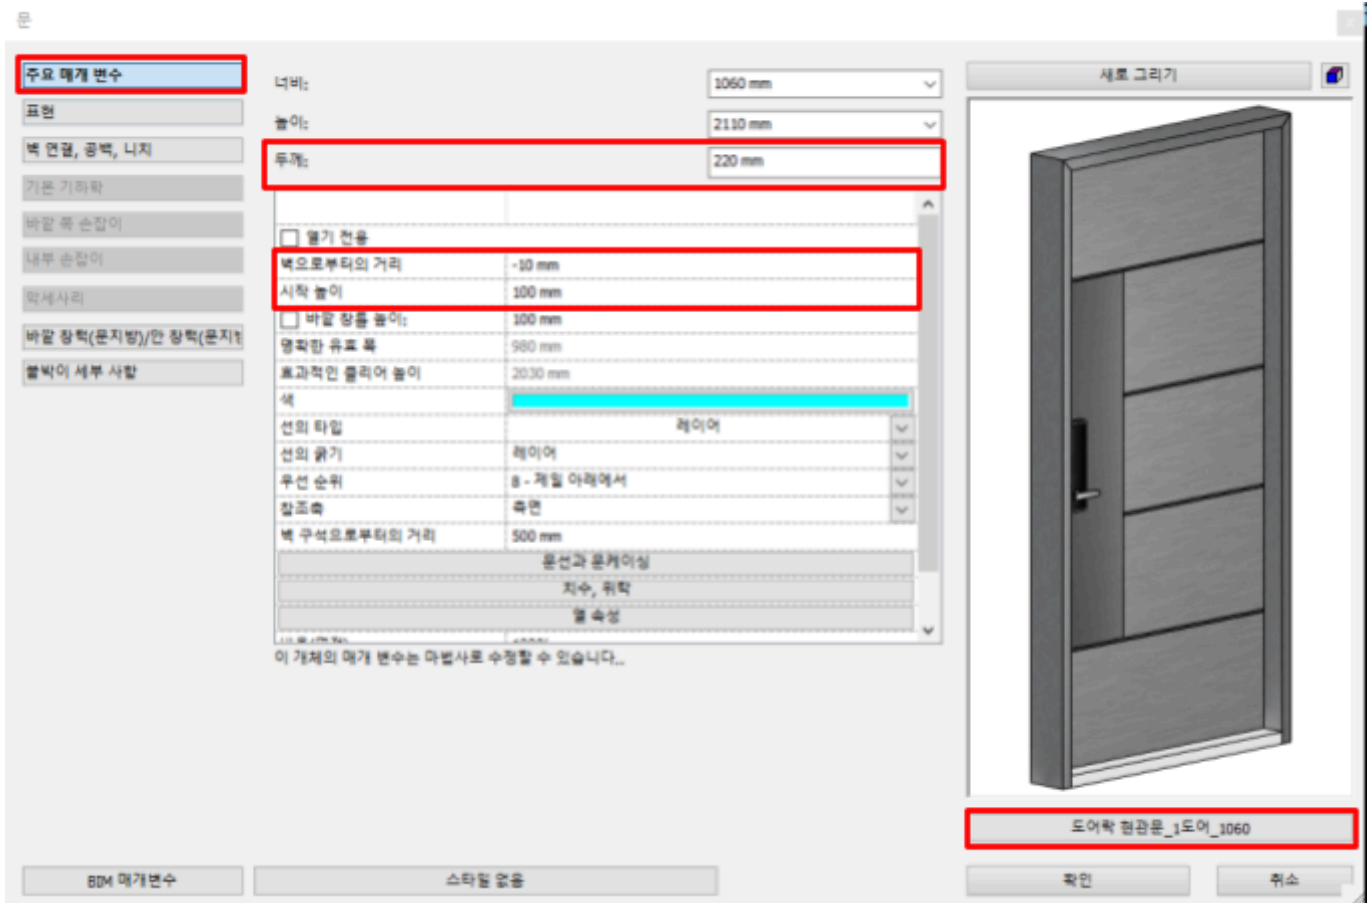 문
주요 매개 변수
표현
벽 연결, 공백, 니치
기본 기하학
바깥 쪽 손잡이
내부 손잡이
악세사리
바깥 창턱(문지방)/안 창턱(문지방
붙박이 세부 사항
너비:
1060 mm
높이:
2110 mm
두께:
220 mm
열기 전용
벽으로부터의 거리
-10 mm
시작 높이
100 mm
바깥 창틀 높이:
100 mm
명확한 유효 폭
980 mm
효과적인 클리어 높이
2030 mm
색
선의 타입
레이어
선의 굵기
레이어
우선 순위
8 - 제일 아래에서
참조축
측면
벽 구석으로부터의 거리
500 mm
문선과 문케이싱
치수, 위학
열 속성
이 개체의 매개 변수는 마법사로 수정할 수 있습니다..
새로 그리기
도어락 현관문_1도어_1060
BIM 매개변수
스타일 없음
확인
취소